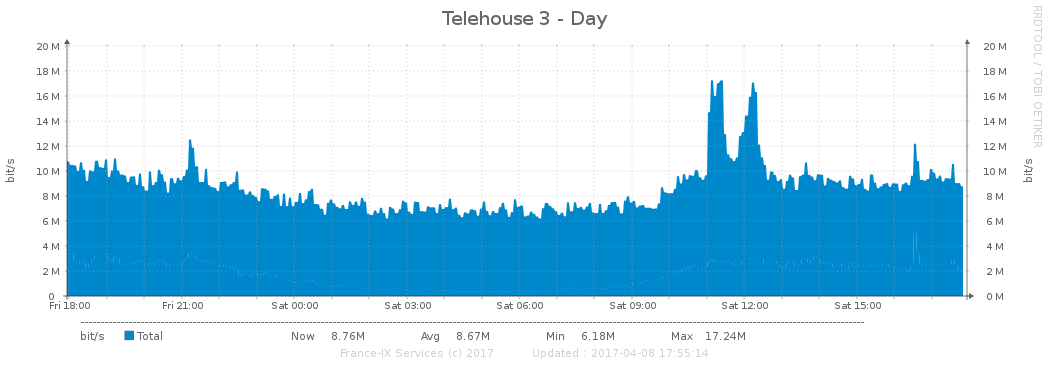 Telehouse 3 - Day
RRDTOOL / TOBI OETIKER
bit/s
bit/s
20 M 20 M
18 M 18 M
16 M 16 M
14 M 14 M
12 M 12 M
10 M 10 M
8 M 8 M
6 M 6 M
4 M 4 M
2 M 2 M
0 0 M
Fri 18:00 Fri 21:00 Sat 00:00 Sat 03:00 Sat 06:00 Sat 09:00 Sat 12:00 Sat 15:00
bit/s Total Now 8.76M Avg 8.67M Min 6.18M Max 17.24M
France-IX Services (c) 2017 Updated : 2017-04-08 17:55:14